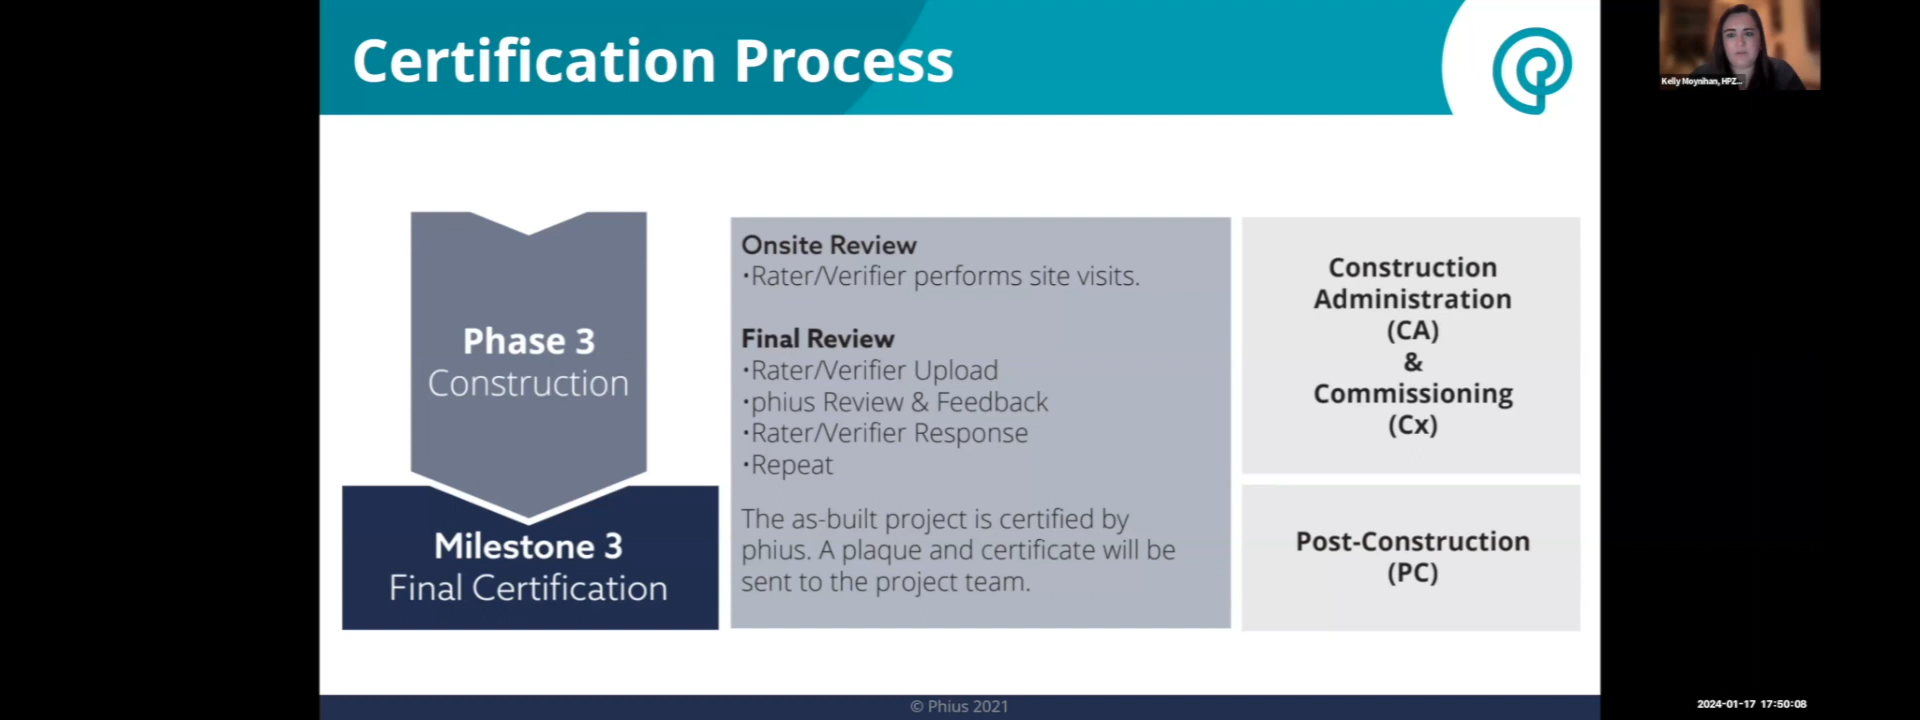 Certification Process
Kelly Moynihan, HPZ...
Phase 3
Construction
Milestone 3
Final Certification
Onsite Review
•Rater/Verifier performs site visits.
Final Review
•Rater/Verifier Upload
•phius Review & Feedback
•Rater/Verifier Response
•Repeat
The as-built project is certified by
phius. A plaque and certificate will be
sent to the project team.
Construction
Administration
(CA)
&
Commissioning
(Cx)
Post-Construction
(PC)
© Phius 2021
2024-01-17 17:50:08